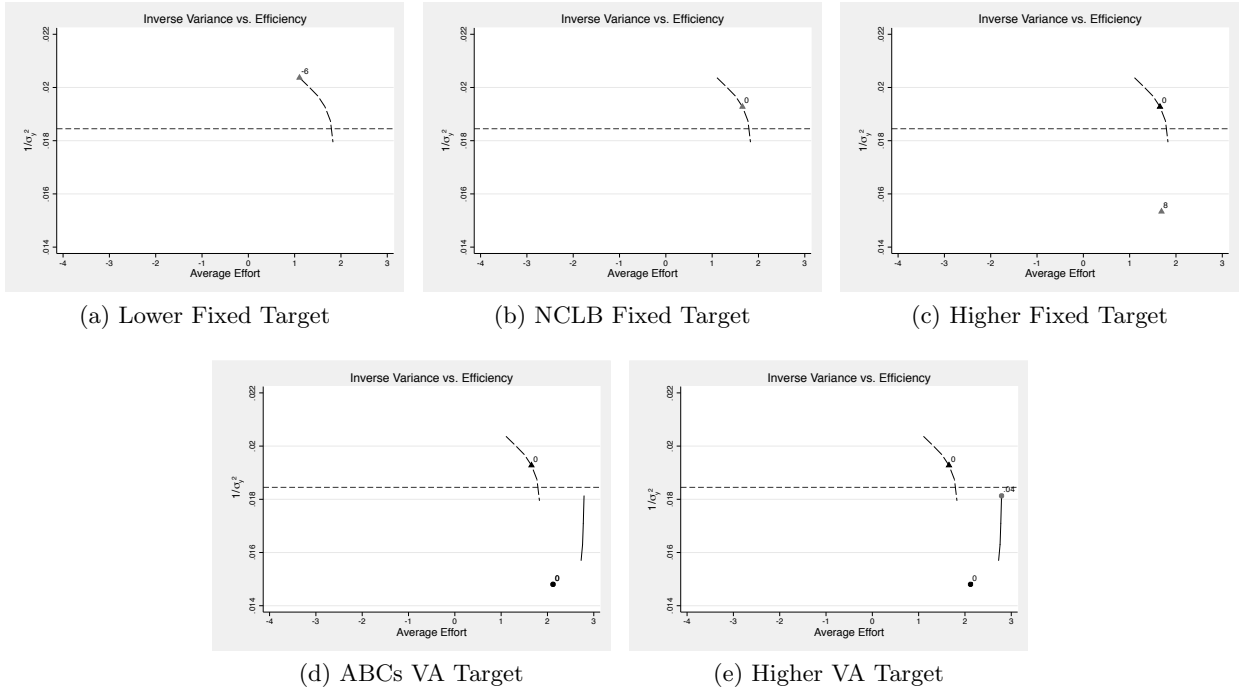 Inverse Variance vs. Efficiency
.022
.02
.018
.016
.014
1/σ_y^2
-6
-4 -3 -2 -1 0 1 2 3
Average Effort
(a) Lower Fixed Target
Inverse Variance vs. Efficiency
.022
.02
.018
.016
.014
1/σ_y^2
0
-4 -3 -2 -1 0 1 2 3
Average Effort
(b) NCLB Fixed Target
Inverse Variance vs. Efficiency
.022
.02
.018
.016
.014
1/σ_y^2
0
8
-4 -3 -2 -1 0 1 2 3
Average Effort
(c) Higher Fixed Target
Inverse Variance vs. Efficiency
.022
.02
.018
.016
.014
1/σ_y^2
0
0
-4 -3 -2 -1 0 1 2 3
Average Effort
(d) ABCs VA Target
Inverse Variance vs. Efficiency
.022
.02
.018
.016
.014
1/σ_y^2
0
.04
0
-4 -3 -2 -1 0 1 2 3
Average Effort
(e) Higher VA Target